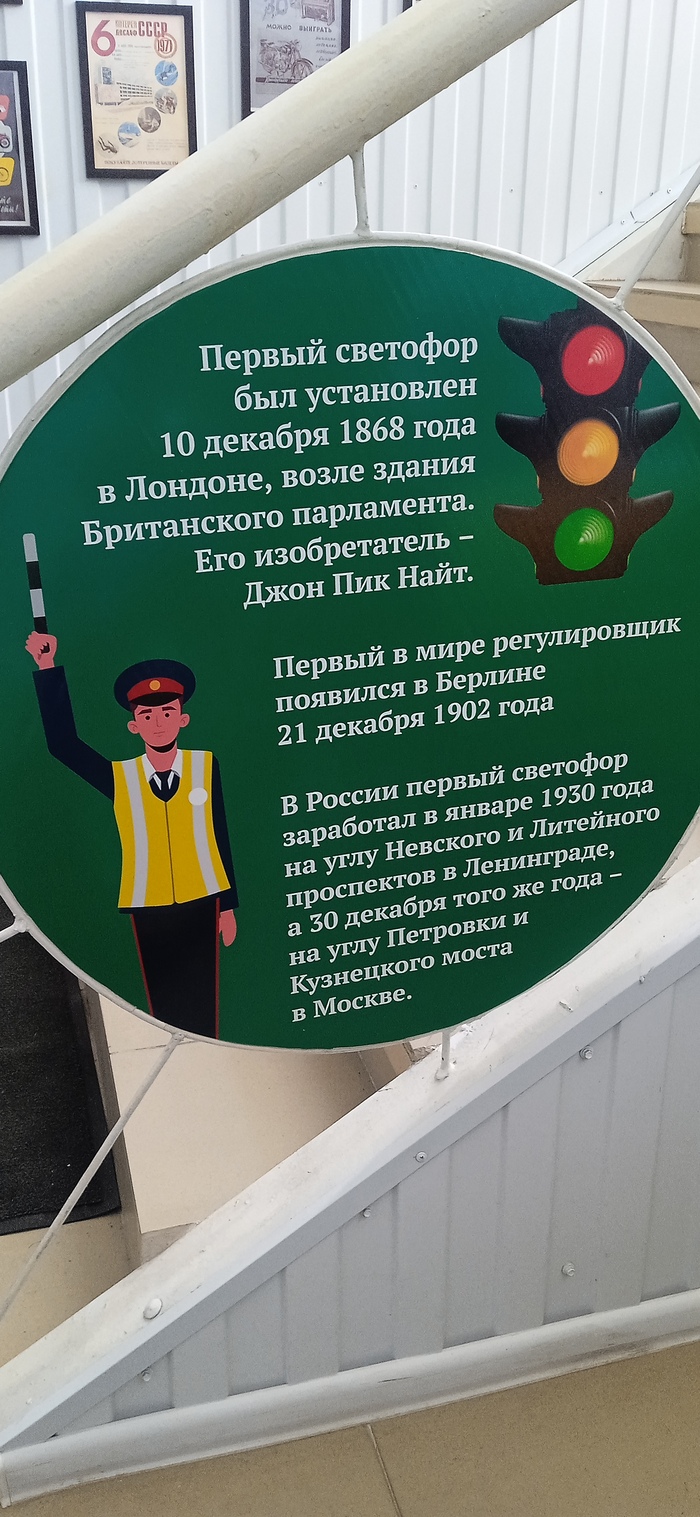 6
СССР
1971
МОЖНО ВЫИГРАТЬ
Первый светофор
был установлен
10 декабря 1868 года
в Лондоне, возле здания
Британского парламента.
Его изобретатель –
Джон Пик Найт.
Первый в мире регулировщик
появился в Берлине
21 декабря 1902 года
В России первый светофор
заработал в январе 1930 года
на углу Невского и Литейного
проспектов в Ленинграде,
а 30 декабря того же года –
на углу Петровки и
Кузнецкого моста
в Москве.